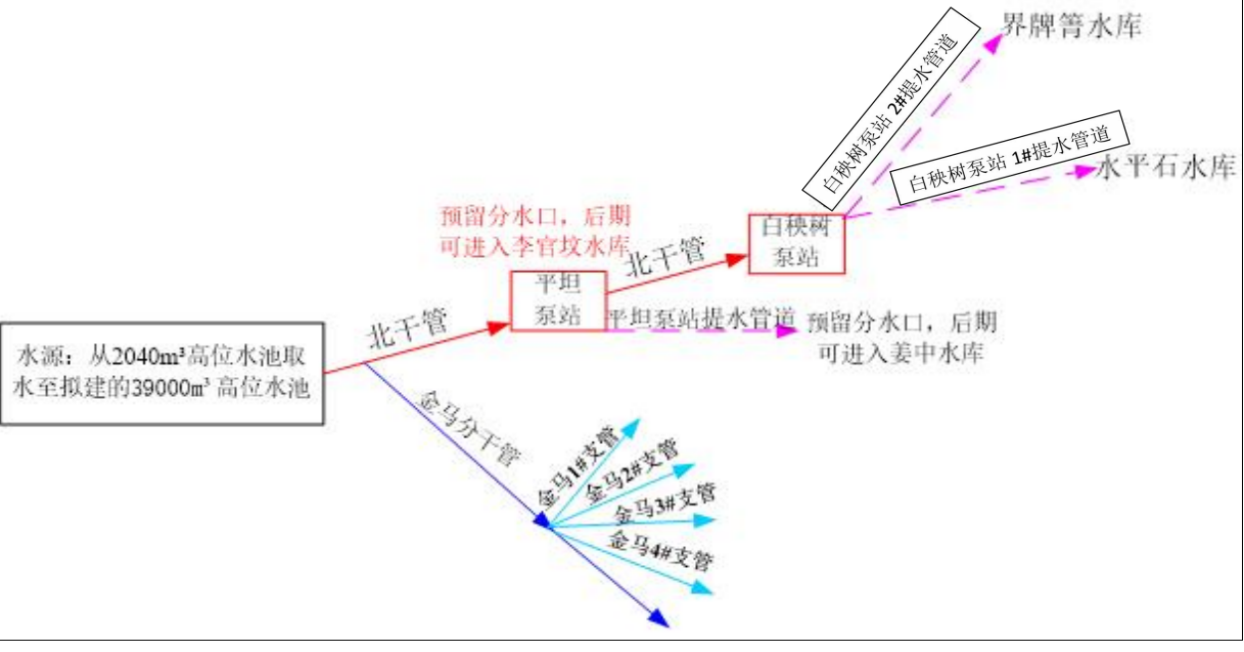 界牌箐水库
白秧树泵站 2#提水管道
白秧树泵站 1#提水管道
水平石水库
预留分水口，后期
可进入李官坟水库
北干管
白秧树
泵站
平坦
泵站
平坦泵站提水管道
预留分水口，后期
可进入姜中水库
北干管
水源：从2040m³高位水池取
水至拟建的39000m³高位水池
金马分干管
金马1#支管
金马2#支管
金马3#支管
金马4#支管